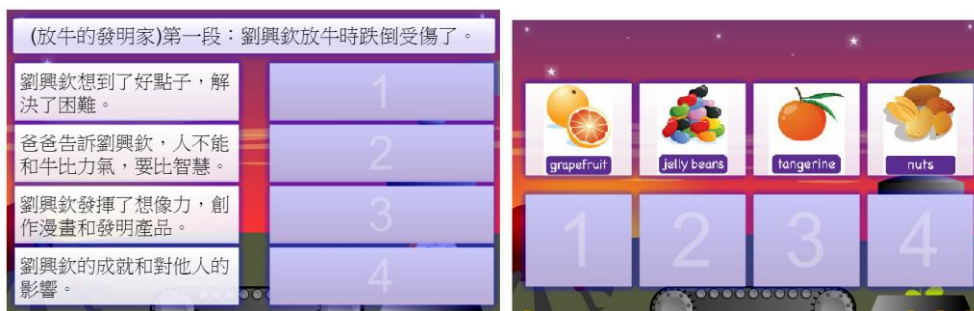 (放牛的發明家)第一段：劉興欽放牛時跌倒受傷了。
劉興欽想到了好點子，解
決了困難。
1
爸爸告訴劉興欽，人不能
和牛比力氣，要比智慧。
2
劉興欽發揮了想像力，創
作漫畫和發明產品。
3
劉興欽的成就和對他人的
影響。
4
grapefruit
jelly beans
tangerine
nuts
1
2
3
4